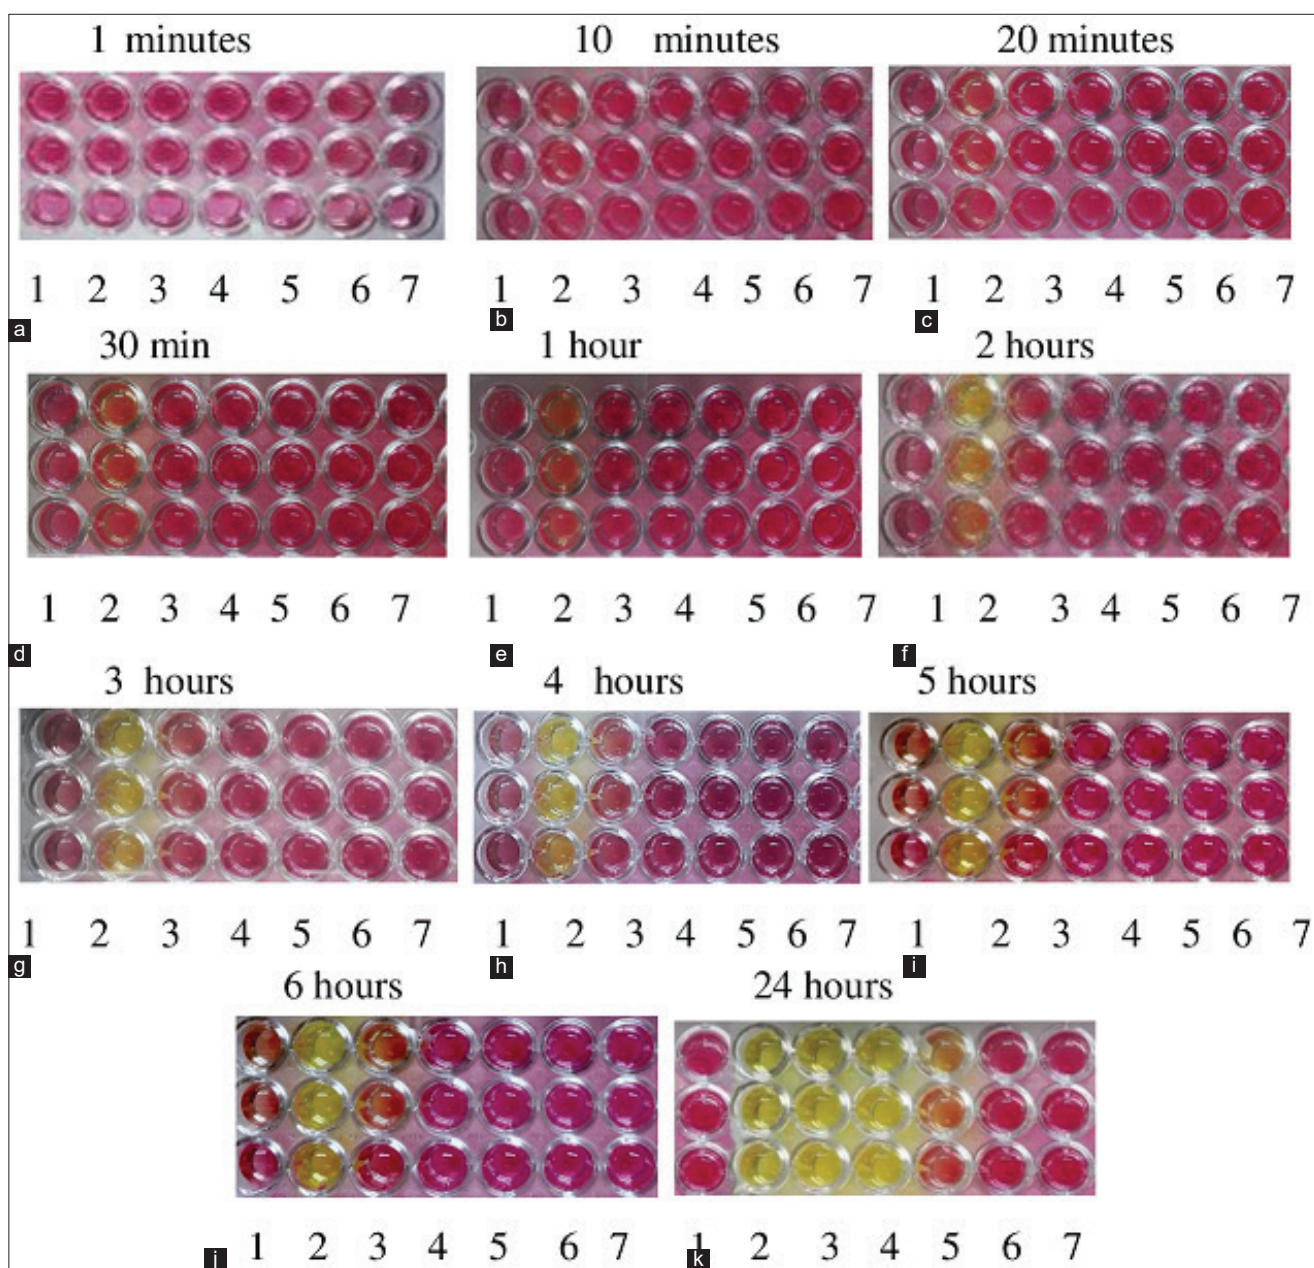 1 minutes
10 minutes
20 minutes
1 2 3 4 5 6 7
1 2 3 4 5 6 7
1 2 3 4 5 6 7
a
b
c
30 min
1 hour
2 hours
1 2 3 4 5 6 7
1 2 3 4 5 6 7
1 2 3 4 5 6 7
d
e
f
3 hours
4 hours
5 hours
1 2 3 4 5 6 7
1 2 3 4 5 6 7
1 2 3 4 5 6 7
g
h
i
6 hours
24 hours
1 2 3 4 5 6 7
1 2 3 4 5 6 7
j
k